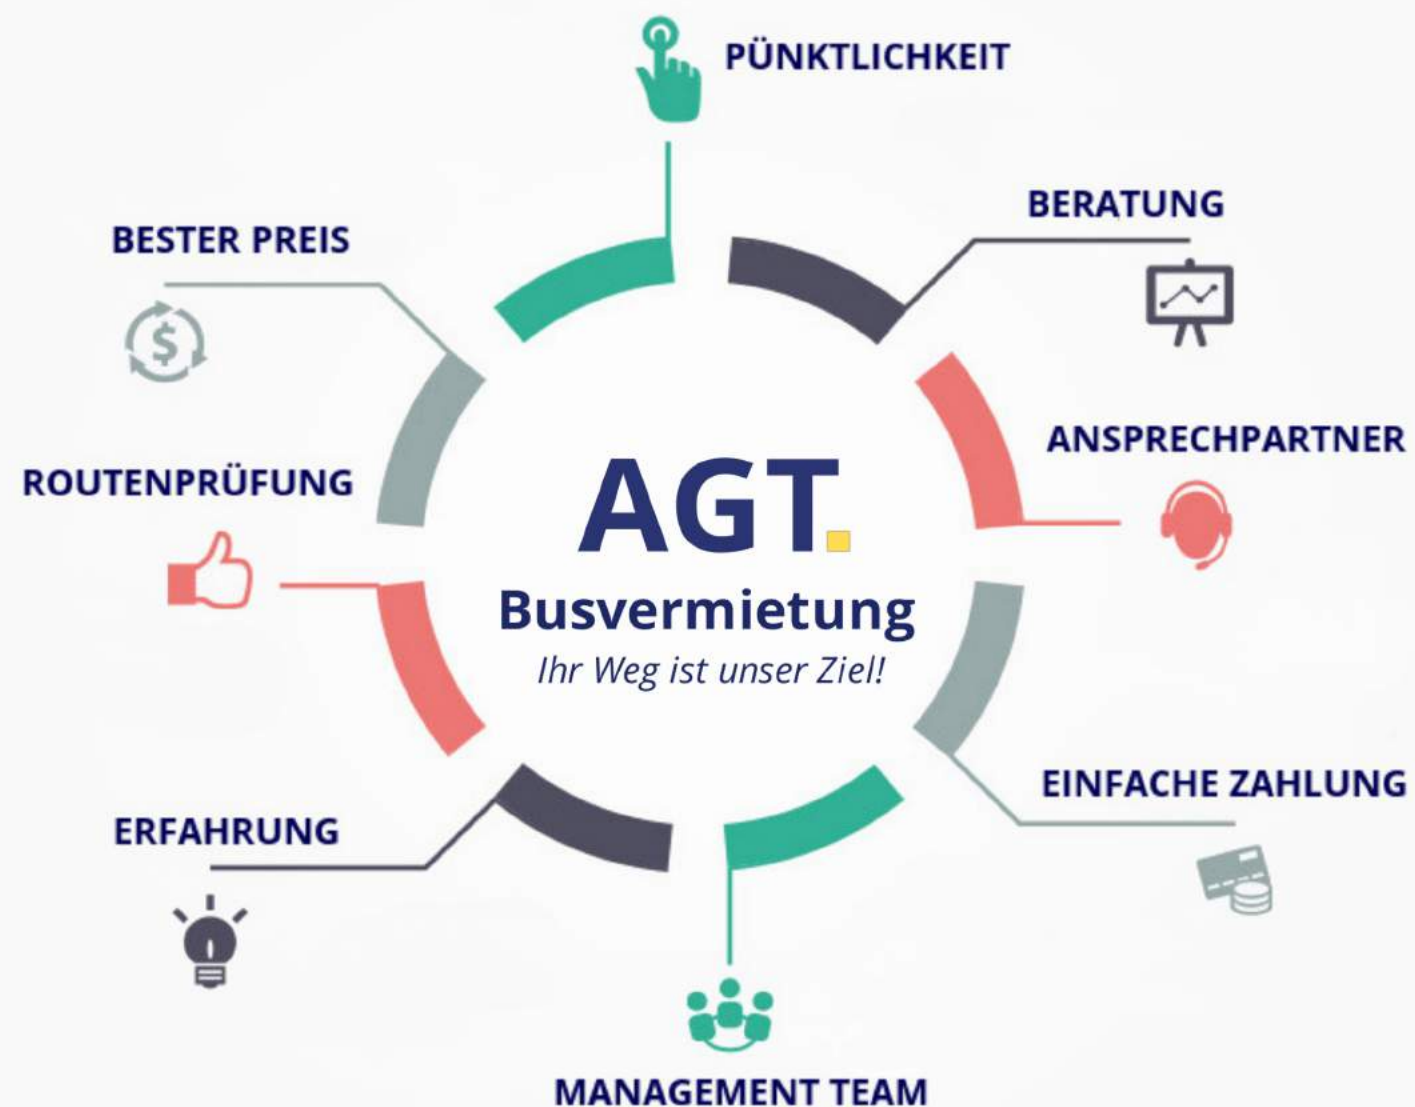 PÜNKTLICHKEIT
BERATUNG
BESTER PREIS
ANSPRECHPARTNER
ROUTENPRÜFUNG
AGT.
Busvermietung
Ihr Weg ist unser Ziel!
EINFACHE ZAHLUNG
ERFAHRUNG
MANAGEMENT TEAM